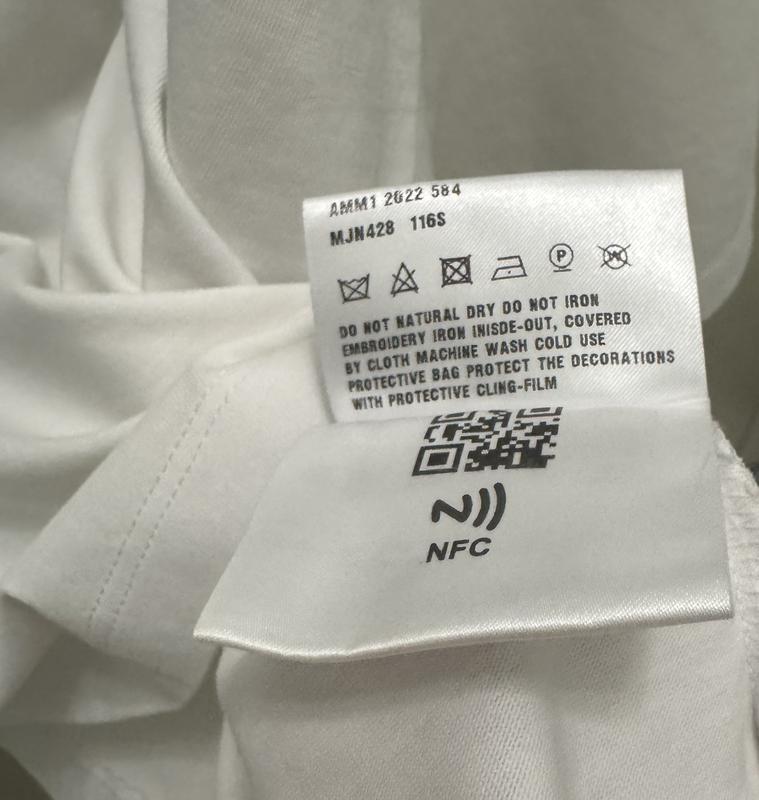 AMM1 2022 584
MJN428 116S
P
W
DO NOT NATURAL DRY DO NOT IRON
EMBROIDERY IRON INISDE-OUT, COVERED
BY CLOTH MACHINE WASH COLD USE
PROTECTIVE BAG PROTECT THE DECORATIONS
WITH PROTECTIVE CLING-FILM
NFC